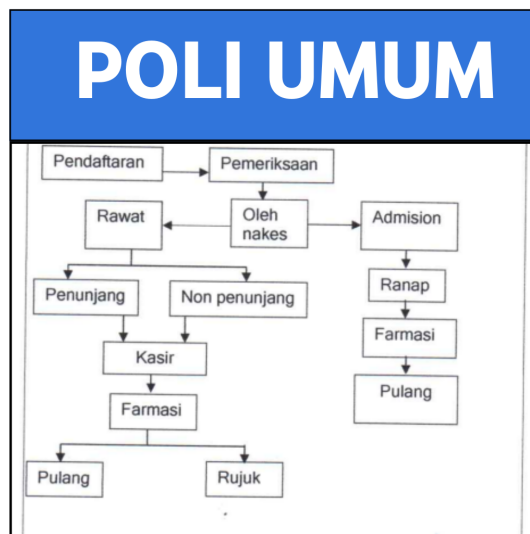 POLI UMUM
Pendaftaran
Pemeriksaan
Rawat
Oleh
nakes
Admision
Penunjang
Non penunjang
Ranap
Kasir
Farmasi
Farmasi
Pulang
Pulang
Rujuk